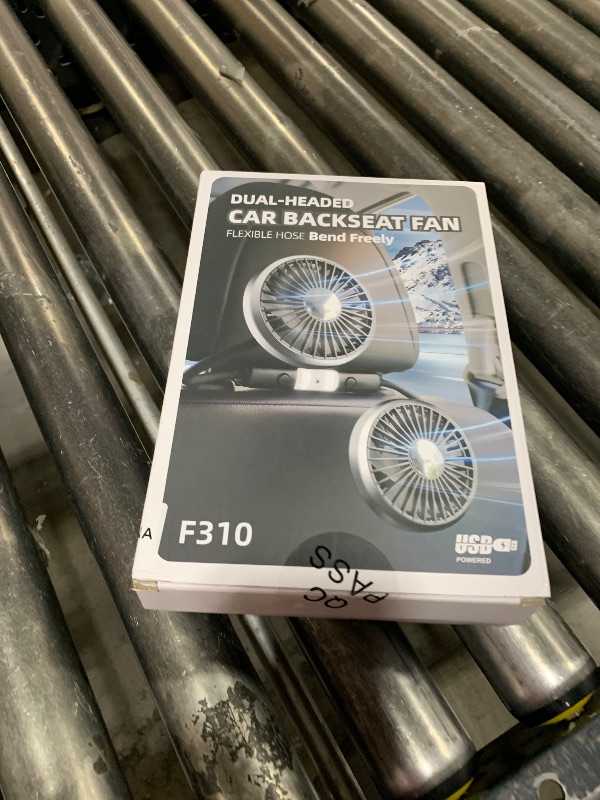 DUAL-HEADED
CAR BACKSEAT FAN
FLEXIBLE HOSE Bend Freely
A
F310
USB
POWERED
QC
PASS